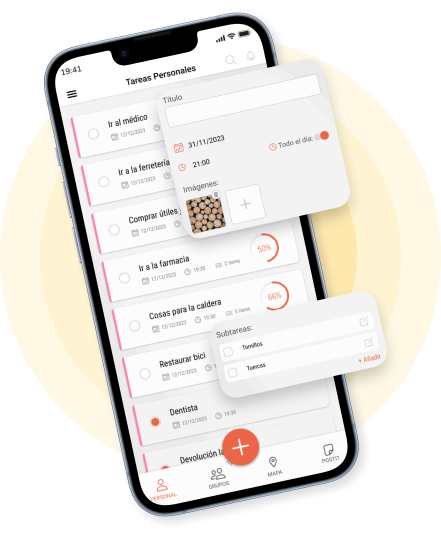 19:41
Tareas Personales
Ir al médico
12/12/2023
Ir a la ferretería
12/12/2023
Comprar útiles
12/12/2023
Ir a la farmacia
12/12/2023
19:30
2 items
50%
Cosas para la caldera
12/12/2023
19:30
3 items
66%
Restaurar bici
12/12/2023
Dentista
12/12/2023
19:30
Devolución la
PERSONAL
GRUPOS
MAPA
POSTIT
Título
31/11/2023
21:00
Todo el día:
Imágenes:
Subtareas:
Tornillos
Tuercas
+ Añadir